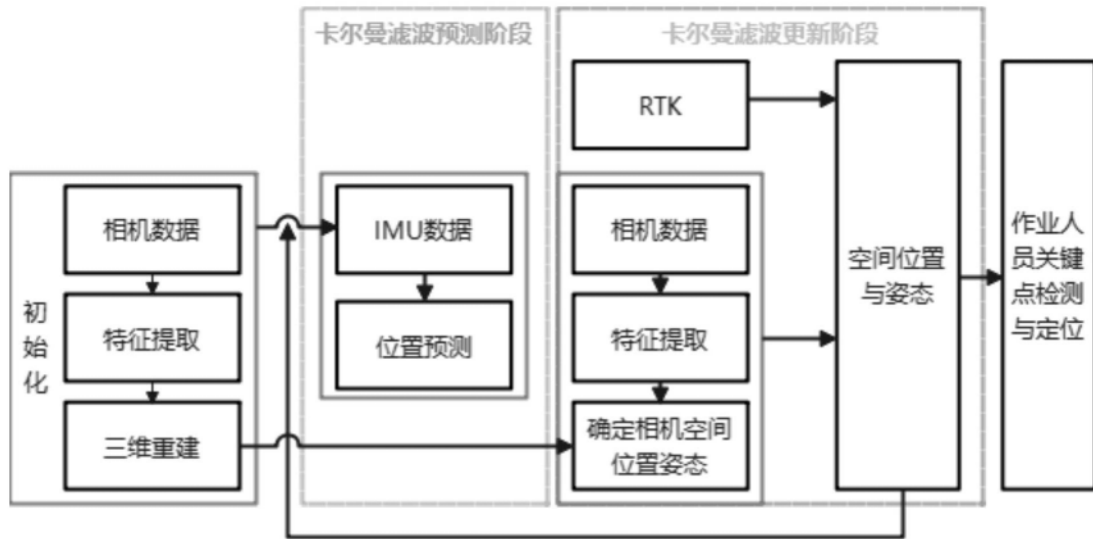 卡尔曼滤波预测阶段
卡尔曼滤波更新阶段
RTK
初
始
化
相机数据
特征提取
三维重建
IMU数据
位置预测
相机数据
特征提取
确定相机空间
位置姿态
空间位置
与姿态
作业人
员关键
点检测
与定位